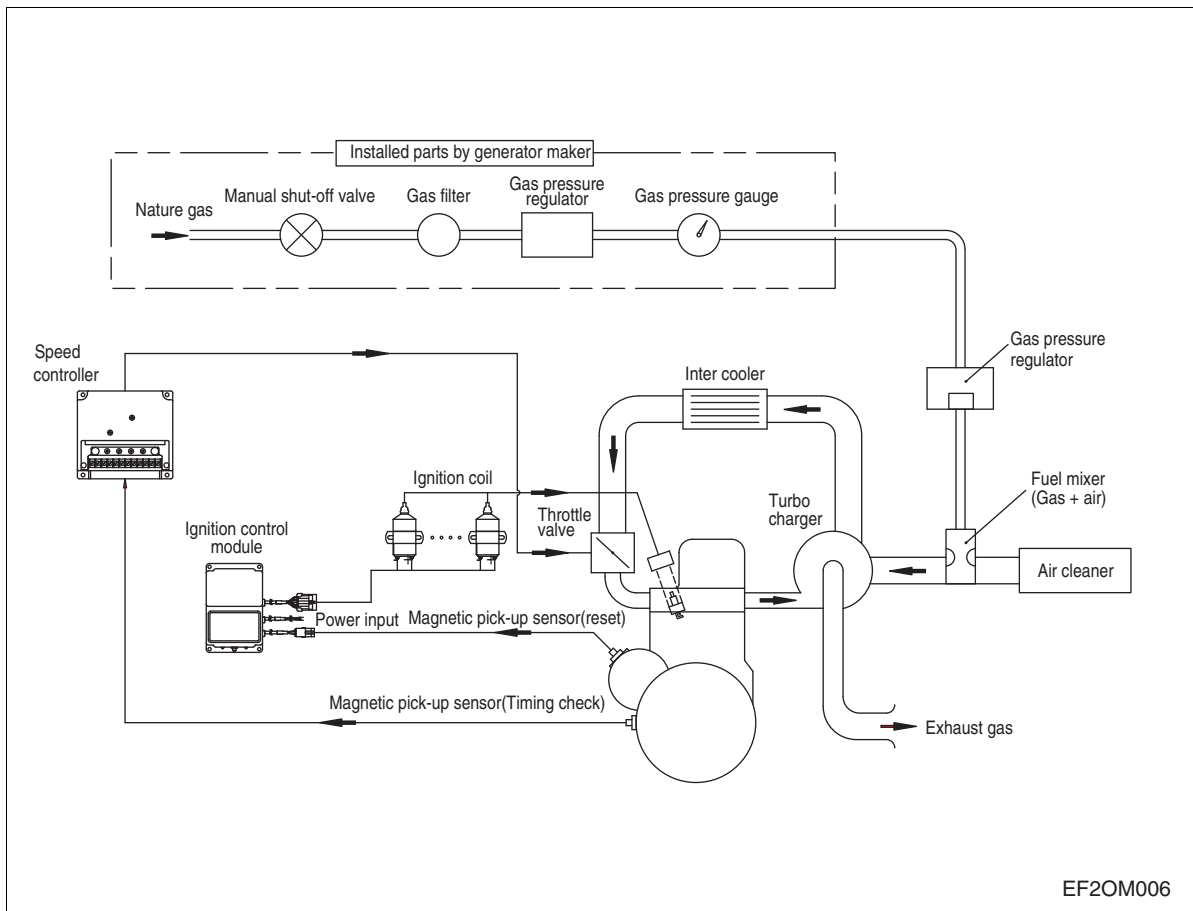 Installed parts by generator maker
Nature gas
Manual shut-off valve
Gas filter
Gas pressure
regulator
Gas pressure gauge
Speed
controller
Gas pressure
regulator
Inter cooler
Ignition coil
Throttle
valve
Turbo
charger
Fuel mixer
(Gas + air)
Ignition control
module
Air cleaner
Power input
Magnetic pick-up sensor(reset)
Magnetic pick-up sensor(Timing check)
Exhaust gas
EF2OM006